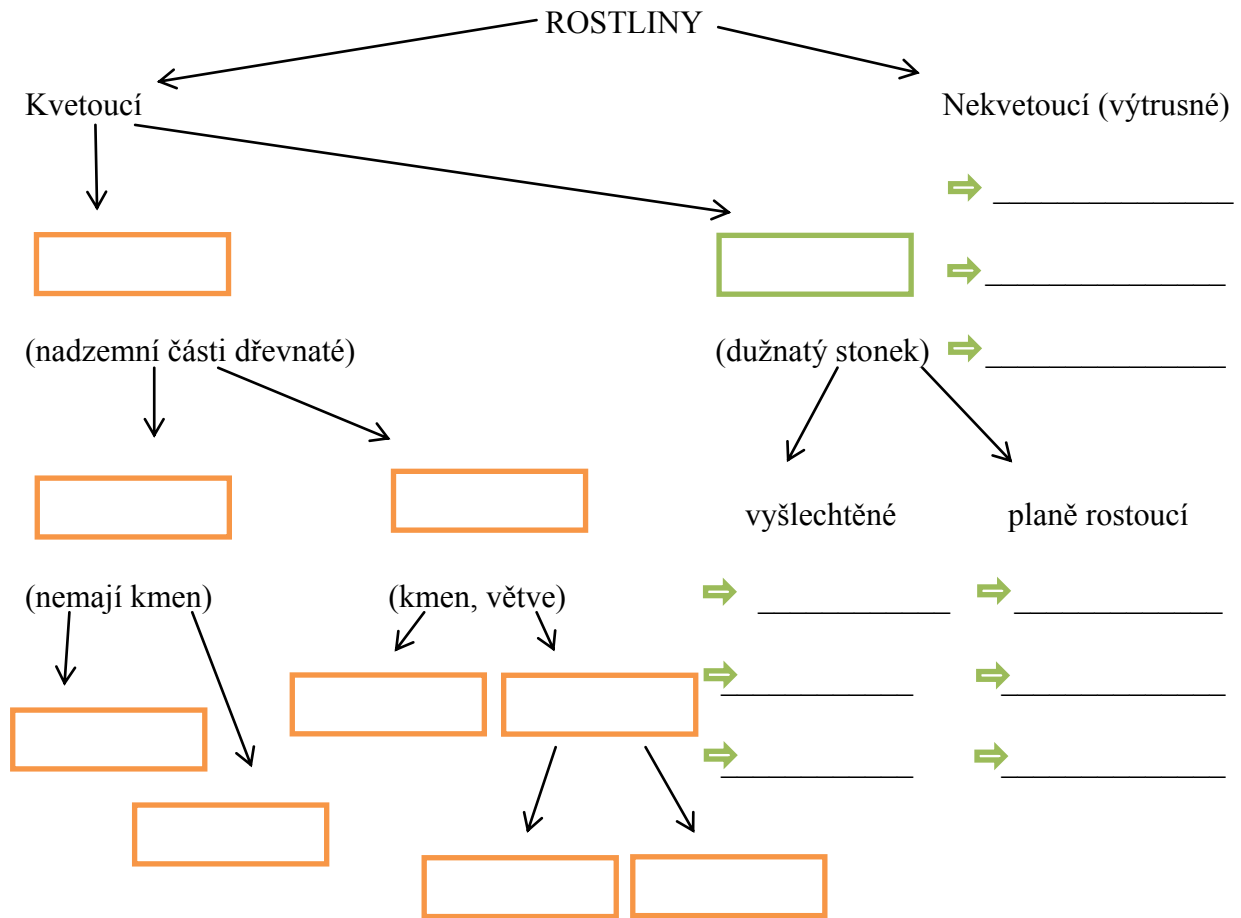 ROSTLINY
Kvetoucí
Nekvetoucí (výtrusné)
(nadzemní části dřevnaté)
(dužnatý stonek)
vyšlechtěné
planě rostoucí
(nemají kmen)
(kmen, větve)